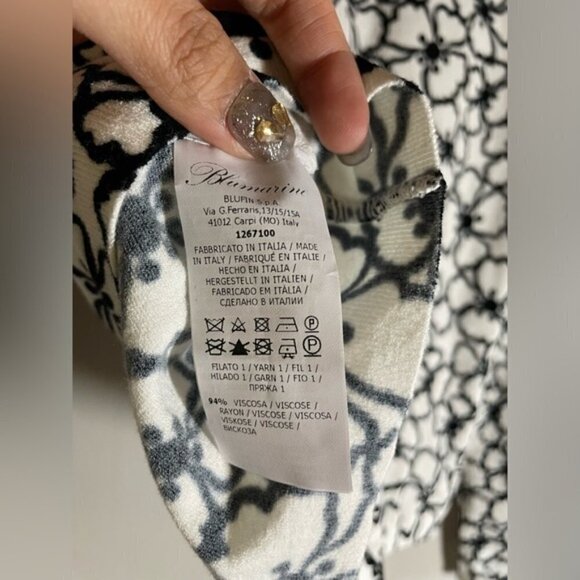 Blumarine
BLUFIN S.p.A.
Via G.Ferraris,13/15/15A
41012 Carpi (MO) Italy
1267100
FABBRICATO IN ITALIA / MADE
IN ITALY / FABRIQUÉ EN ITALIE /
HECHO EN ITALIA /
HERGESTELLT IN ITALIEN /
FABRICADO EM ITALIA /
СДЕЛАНО В ИТАЛИИ
P
P
FILATO 1 / YARN 1 / FIL 1 /
HILADO 1 / GARN 1 / FIO 1 /
ПРЯЖА 1
94% VISCOSA / VISCOSE /
RAYON / VISCOSE / VISCOSA /
VISKOSE / VISCOSE /
ВИСКОЗА